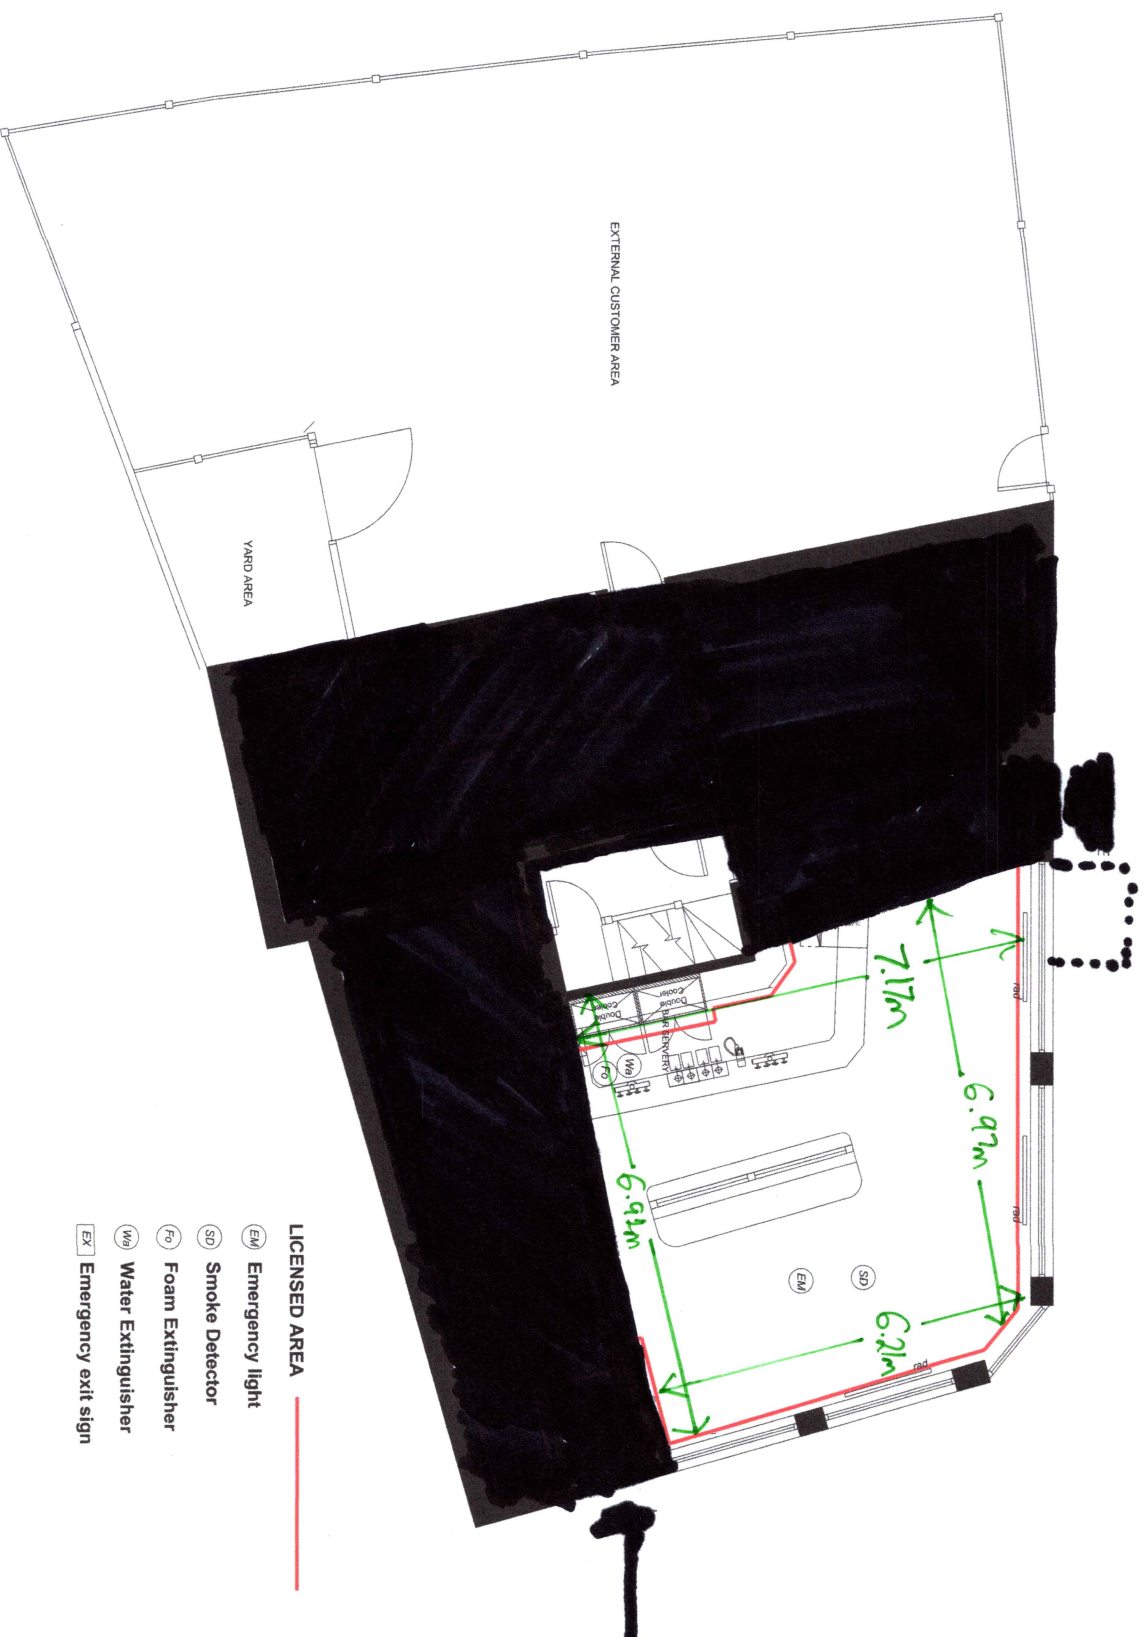 EXTERNAL CUSTOMER AREA
YARD AREA
rad
rad
rad
7.17m
6.97m
6.21m
Double
Cooler
Double
Cooler
BAR SERVERY
Wa
Fo
SD
EM
LICENSED AREA
EM Emergency light
SD Smoke Detector
Fo Foam Extinguisher
Wa Water Extinguisher
EX Emergency exit sign